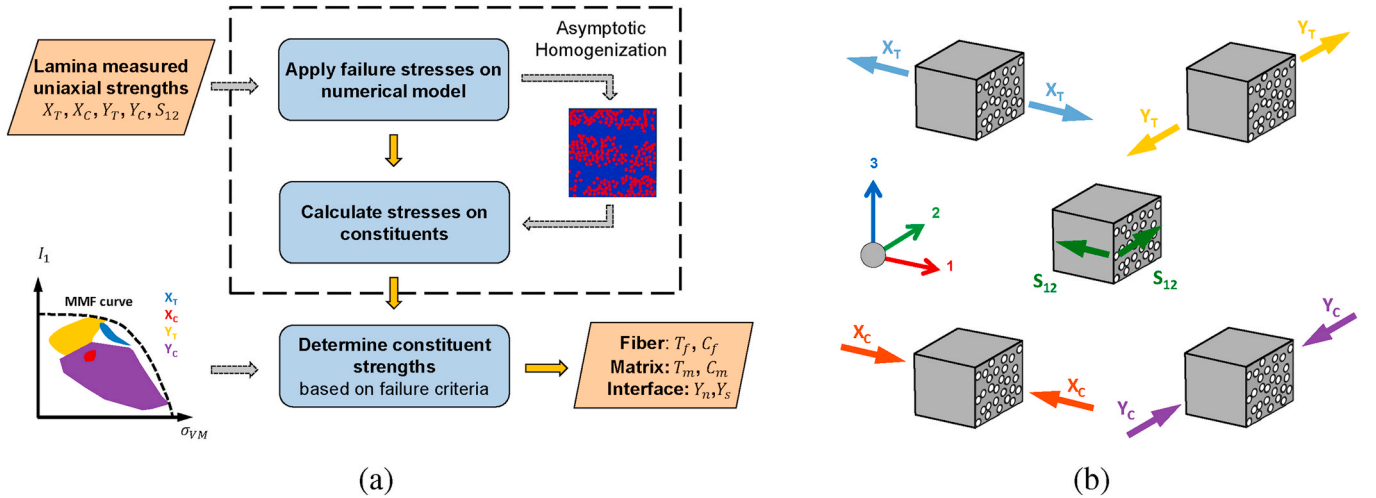 Asymptotic
Homogenization
Lamina measured
uniaxial strengths
X_T, X_C, Y_T, Y_C, S_12
Apply failure stresses on
numerical model
Calculate stresses on
constituents
I_1
MMF curve
X_T
X_C
Y_T
Y_C
σ_VM
Determine constituent
strengths
based on failure criteria
Fiber: T_f, C_f
Matrix: T_m, C_m
Interface: Y_n,Y_s
(a)
X_T
X_T
Y_T
Y_T
3
2
1
S_12
S_12
X_C
X_C
Y_C
Y_C
(b)